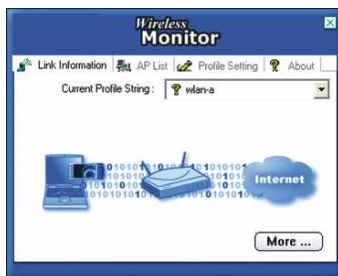 Wireless
Monitor
Link Information AP List Profile Setting ? About
Current Profile String : ? wlan-a
Internet
More ...